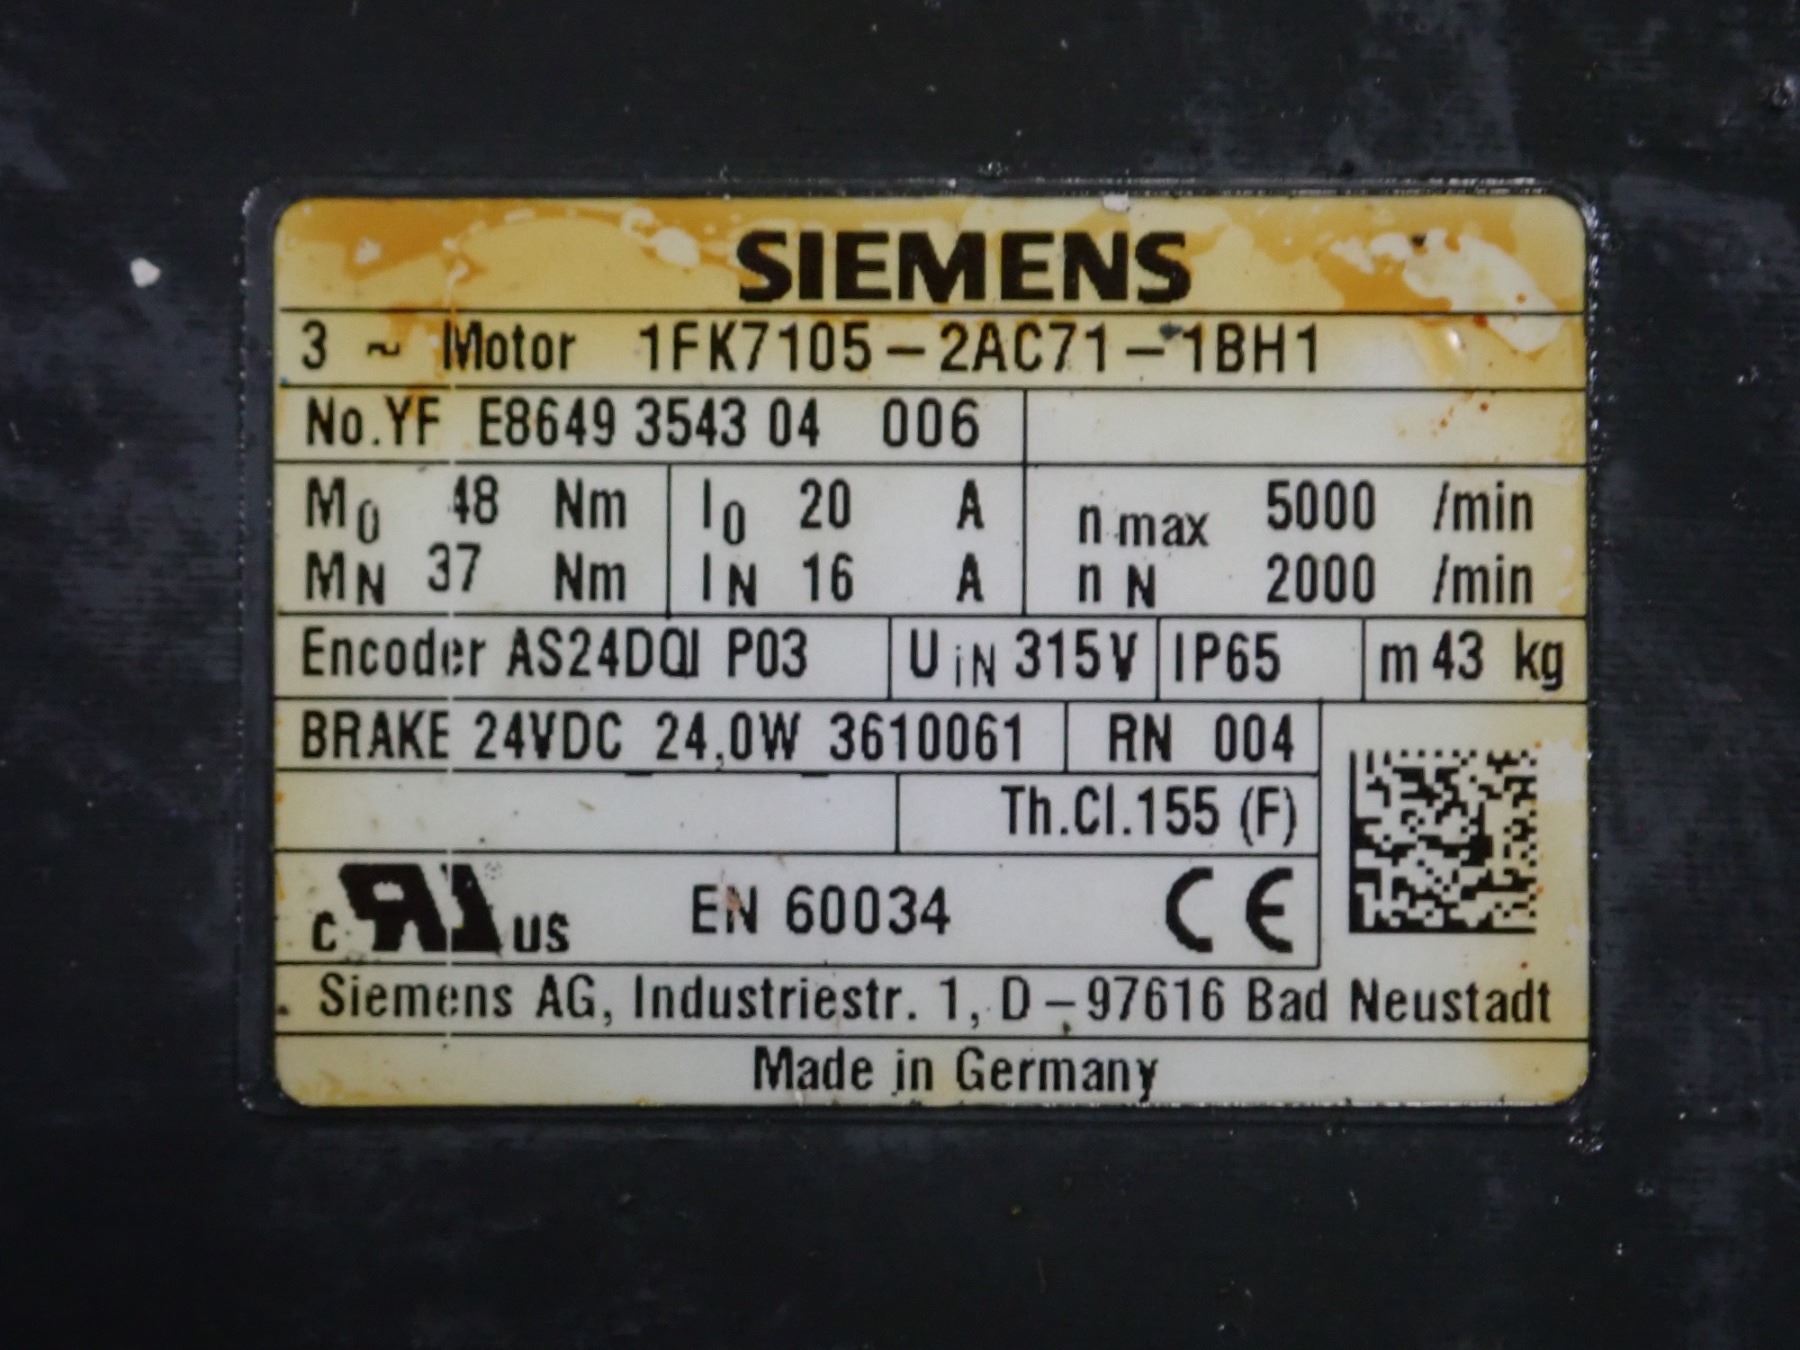 SIEMENS
3 ~ Motor 1FK7105-2AC71-1BH1
No.YF E8649 3543 04 006
M0 48 Nm I0 20 A n max 5000 /min
MN 37 Nm IN 16 A n N 2000 /min
Encoder AS24DQI P03 UiN 315V IP65 m 43 kg
BRAKE 24VDC 24,0W 3610061 RN 004
Th.Cl.155 (F)
c RU US EN 60034 CE
Siemens AG, Industriestr. 1, D-97616 Bad Neustadt
Made in Germany